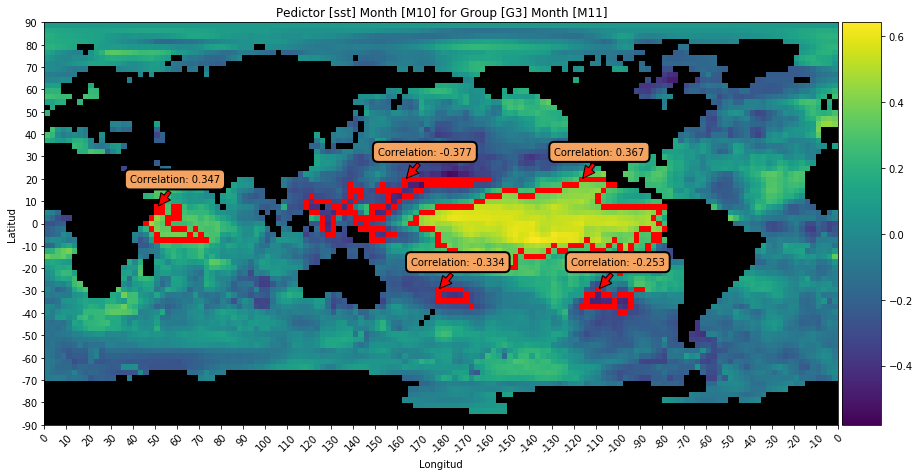 Pedictor [sst] Month [M10] for Group [G3] Month [M11]
90
80
70
60
50
40
30
20
10
0
-10
-20
-30
-40
-50
-60
-70
-80
-90
Latitud
Correlation: -0.377
Correlation: 0.367
Correlation: 0.347
Correlation: -0.334
Correlation: -0.253
0 10 20 30 40 50 60 70 80 90 100 110 120 130 140 150 160 170 -180 -170 -160 -150 -140 -130 -120 -110 -100 -90 -80 -70 -60 -50 -40 -30 -20 -10 0
Longitud
0.6
0.4
0.2
0.0
−0.2
−0.4